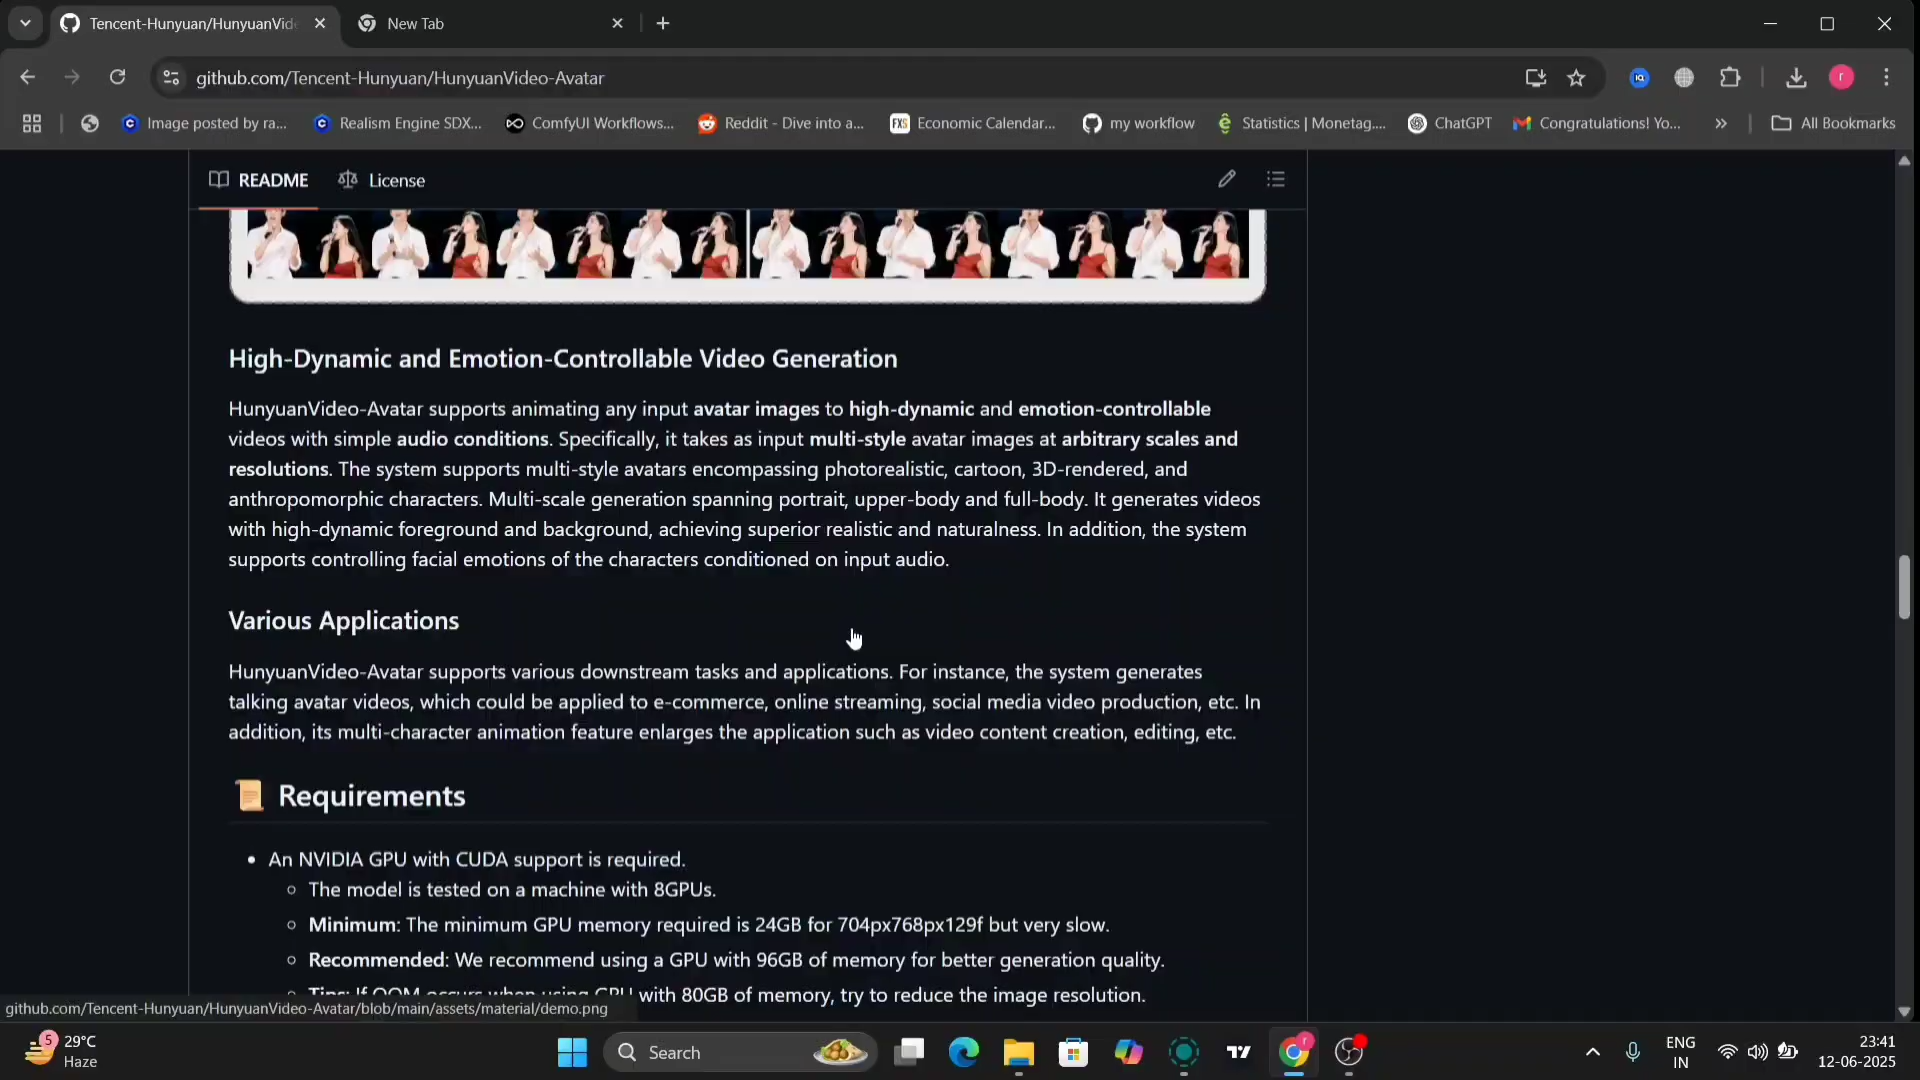 Tencent-Hunyuan/HunyuanVide
New Tab
github.com/Tencent-Hunyuan/HunyuanVideo-Avatar
Image posted by ra...
Realism Engine SDX...
ComfyUI Workflows...
Reddit - Dive into a...
FXS
Economic Calendar...
my workflow
Statistics | Monetag....
ChatGPT
Congratulations! Yo...
All Bookmarks
README
License
High-Dynamic and Emotion-Controllable Video Generation
HunyuanVideo-Avatar supports animating any input avatar images to high-dynamic and emotion-controllable
videos with simple audio conditions. Specifically, it takes as input multi-style avatar images at arbitrary scales and
resolutions. The system supports multi-style avatars encompassing photorealistic, cartoon, 3D-rendered, and
anthropomorphic characters. Multi-scale generation spanning portrait, upper-body and full-body. It generates videos
with high-dynamic foreground and background, achieving superior realistic and naturalness. In addition, the system
supports controlling facial emotions of the characters conditioned on input audio.
Various Applications
HunyuanVideo-Avatar supports various downstream tasks and applications. For instance, the system generates
talking avatar videos, which could be applied to e-commerce, online streaming, social media video production, etc. In
addition, its multi-character animation feature enlarges the application such as video content creation, editing, etc.
Requirements
An NVIDIA GPU with CUDA support is required.
The model is tested on a machine with 8GPUs.
Minimum: The minimum GPU memory required is 24GB for 704px768px129f but very slow.
Recommended: We recommend using a GPU with 96GB of memory for better generation quality.
Tips: If OOM occurs when using GPU with 80GB of memory, try to reduce the image resolution.
github.com/Tencent-Hunyuan/HunyuanVideo-Avatar/blob/main/assets/material/demo.png
5
29°C
Haze
Search
ENG
IN
23:41
12-06-2025